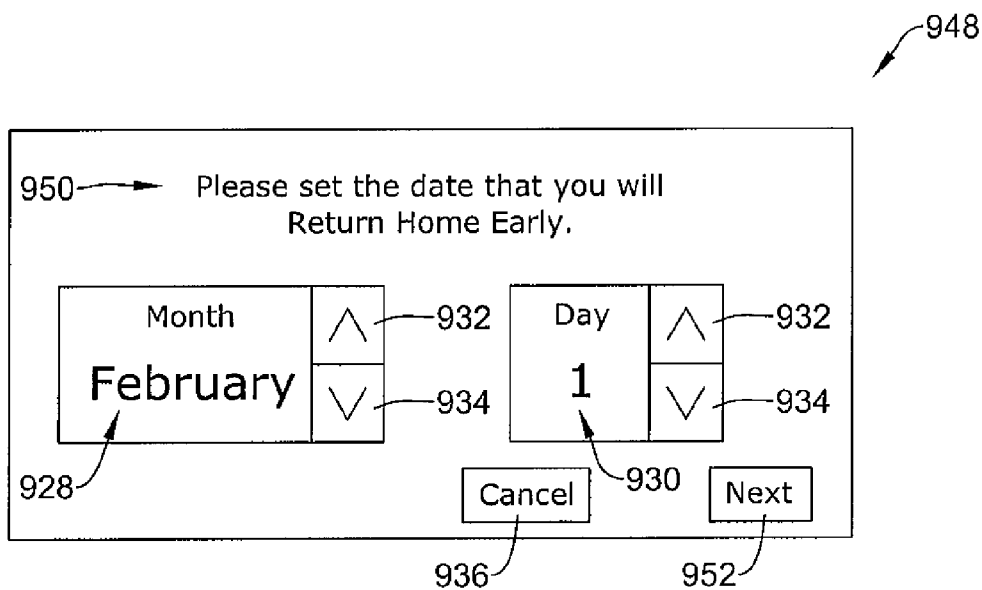 948
950
Please set the date that you will
Return Home Early.
Month
932
Day
932
February
934
1
934
928
930
Cancel
Next
936
952